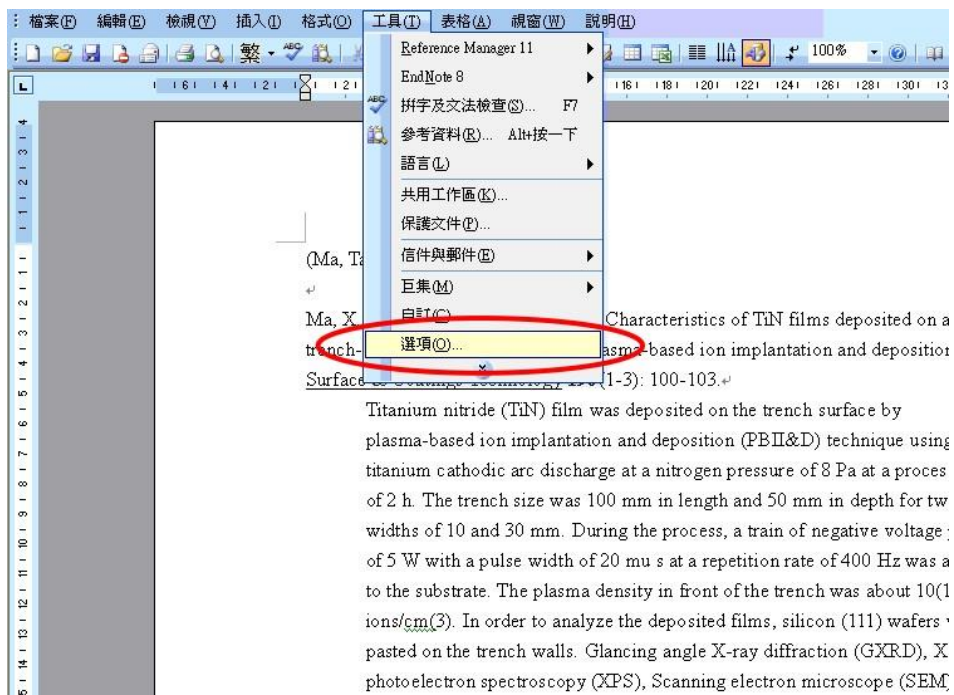 檔案(F) 編輯(E) 檢視(V) 插入(I) 格式(O) 工具(T) 表格(A) 視窗(W) 說明(H)
繁 100%
Reference Manager 11
EndNote 8
拼字及文法檢查(S)... F7
參考資料(R)... Alt+按一下
語言(L)
共用工作區(K)...
保護文件(P)...
信件與郵件(E)
巨集(M)
自訂(C)...
選項(O)...
(Ma, Ta
Ma, X Characteristics of TiN films deposited on a
trench- asma-based ion implantation and deposition
Surface & Coatings Technology (1-3): 100-103.
Titanium nitride (TiN) film was deposited on the trench surface by
plasma-based ion implantation and deposition (PBII&D) technique using
titanium cathodic arc discharge at a nitrogen pressure of 8 Pa at a proces
of 2 h. The trench size was 100 mm in length and 50 mm in depth for tw
widths of 10 and 30 mm. During the process, a train of negative voltage
of 5 W with a pulse width of 20 mu s at a repetition rate of 400 Hz was a
to the substrate. The plasma density in front of the trench was about 10(1
ions/cm(3). In order to analyze the deposited films, silicon (111) wafers
pasted on the trench walls. Glancing angle X-ray diffraction (GXRD), X
photoelectron spectroscopy (XPS), Scanning electron microscope (SEM)